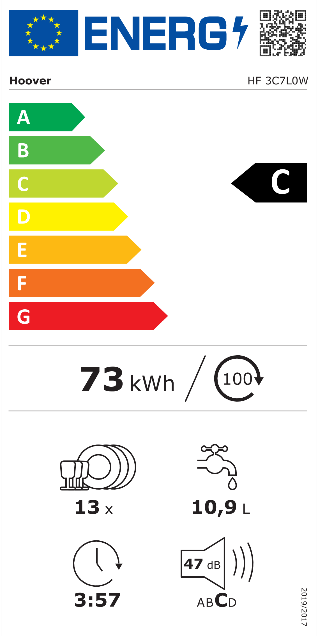 ENERG
Hoover HF 3C7L0W
A
B
C
C
D
E
F
G
73 kWh / 100
13 x 10,9 L
47 dB
3:57 ABCD
2019/2017